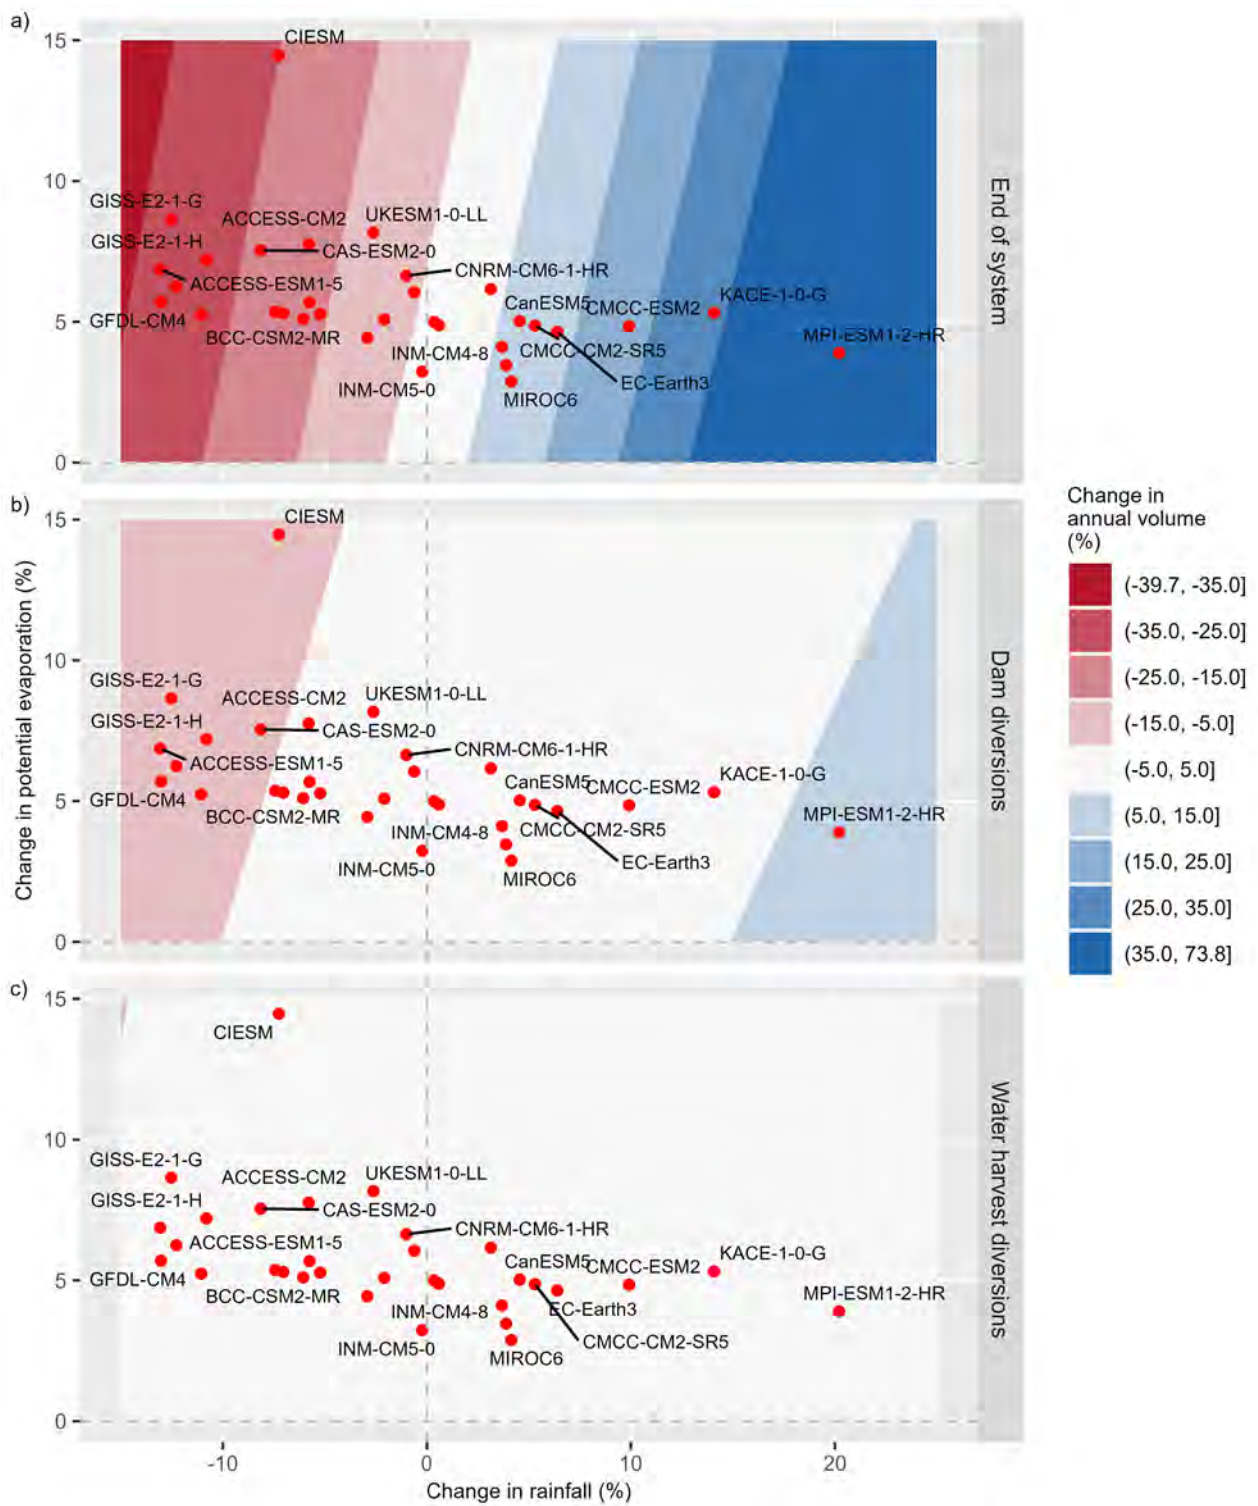 a)
15
10
5
0
CIESM
GISS-E2-1-G
ACCESS-CM2
UKESM1-0-LL
GISS-E2-1-H
CAS-ESM2-0
CNRM-CM6-1-HR
ACCESS-ESM1-5
KACE-1-0-G
GFDL-CM4
CanESM5
CMCC-ESM2
BCC-CSM2-MR
MPI-ESM1-2-HR
INM-CM4-8
CMCC-CM2-SR5
INM-CM5-0
EC-Earth3
MIROC6
End of system
b)
15
10
5
0
CIESM
GISS-E2-1-G
ACCESS-CM2
UKESM1-0-LL
GISS-E2-1-H
CAS-ESM2-0
CNRM-CM6-1-HR
ACCESS-ESM1-5
KACE-1-0-G
GFDL-CM4
CanESM5
CMCC-ESM2
BCC-CSM2-MR
MPI-ESM1-2-HR
INM-CM4-8
CMCC-CM2-SR5
INM-CM5-0
EC-Earth3
MIROC6
Dam diversions
Change in potential evaporation (%)
c)
15
10
5
0
CIESM
GISS-E2-1-G
ACCESS-CM2
UKESM1-0-LL
GISS-E2-1-H
CAS-ESM2-0
CNRM-CM6-1-HR
ACCESS-ESM1-5
KACE-1-0-G
GFDL-CM4
CanESM5
CMCC-ESM2
BCC-CSM2-MR
MPI-ESM1-2-HR
INM-CM4-8
EC-Earth3
INM-CM5-0
CMCC-CM2-SR5
MIROC6
Water harvest diversions
-10
0
10
20
Change in rainfall (%)
Change in
annual volume
(%)
(-39.7, -35.0]
(-35.0, -25.0]
(-25.0, -15.0]
(-15.0, -5.0]
(-5.0, 5.0]
(5.0, 15.0]
(15.0, 25.0]
(25.0, 35.0]
(35.0, 73.8]